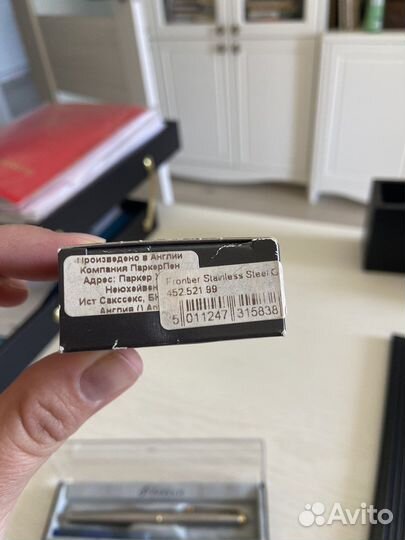 Произведено в Англии
Компания ПаркерПен
Адрес: Паркер
Ньюхейвен
Ист Сакссекс,
Англия
Frontier Stainless Steel
452.521.99
5 011247 315838
Avito